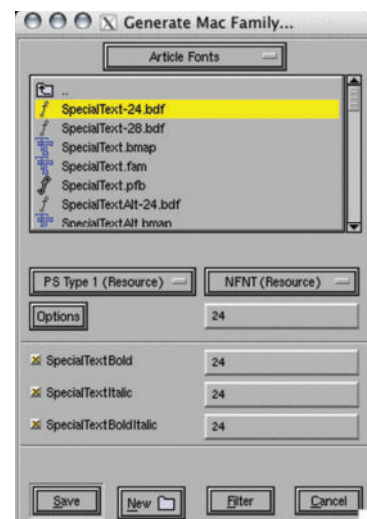 X Generate Mac Family...
Article Fonts
..
SpecialText-24.bdf
SpecialText-28.bdf
SpecialText.bmap
SpecialText.fam
SpecialText.pfb
SpecialTextAlt-24.bdf
SpecialTextAlt.bmap
PS Type 1 (Resource) NFNT (Resource)
Options 24
SpecialTextBold 24
SpecialTextItalic 24
SpecialTextBoldItalic 24
Save New Filter Cancel